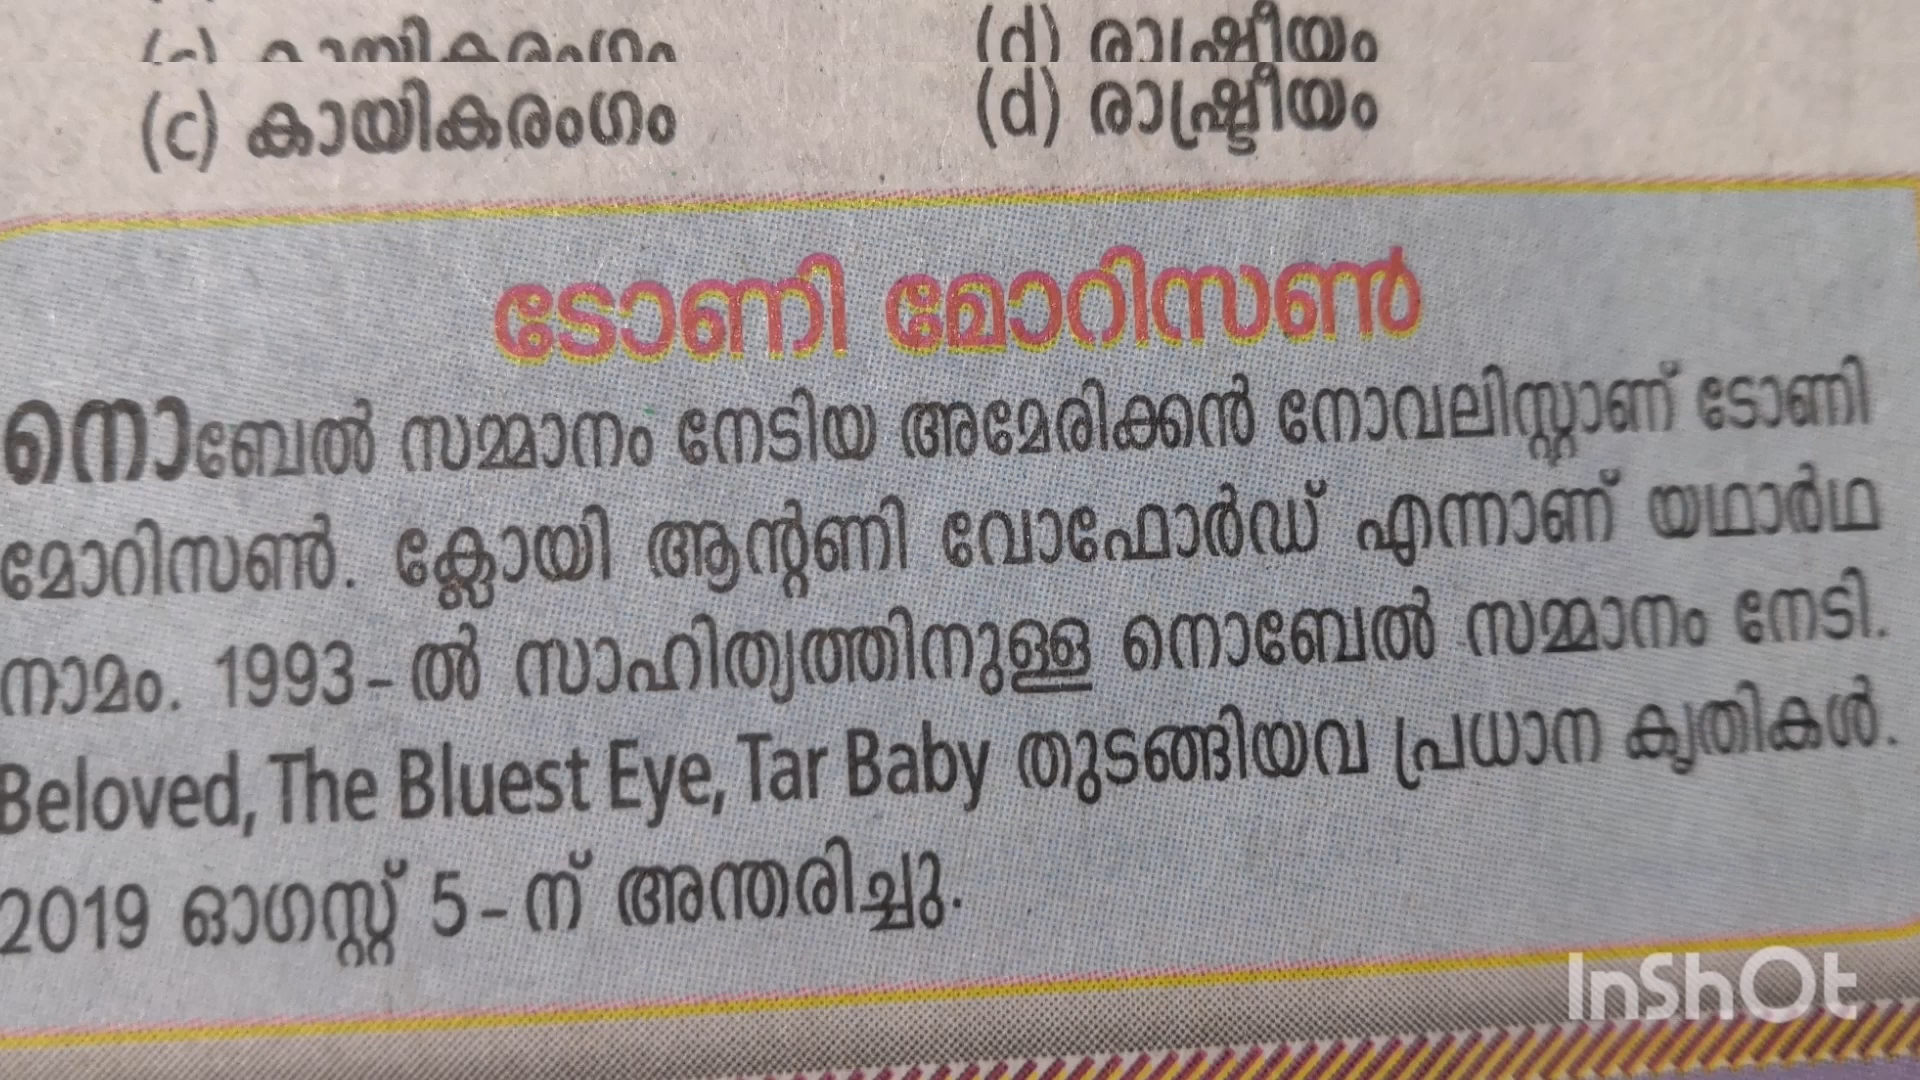 (c) കായികരംഗം (d) രാഷ്ട്രീയം
(c) കായികരംഗം (d) രാഷ്ട്രീയം
ടോണി മോറിസൺ
നൊബേൽ സമ്മാനം നേടിയ അമേരിക്കൻ നോവലിസ്റ്റാണ് ടോണി
മോറിസൺ. ക്ലോയി ആന്റണി വോഫോർഡ് എന്നാണ് യഥാർഥ
നാമം. 1993-ൽ സാഹിത്യത്തിനുള്ള നൊബേൽ സമ്മാനം നേടി.
Beloved, The Bluest Eye, Tar Baby തുടങ്ങിയവ പ്രധാന കൃതികൾ.
2019 ഓഗസ്റ്റ് 5-ന് അന്തരിച്ചു.
InShOt